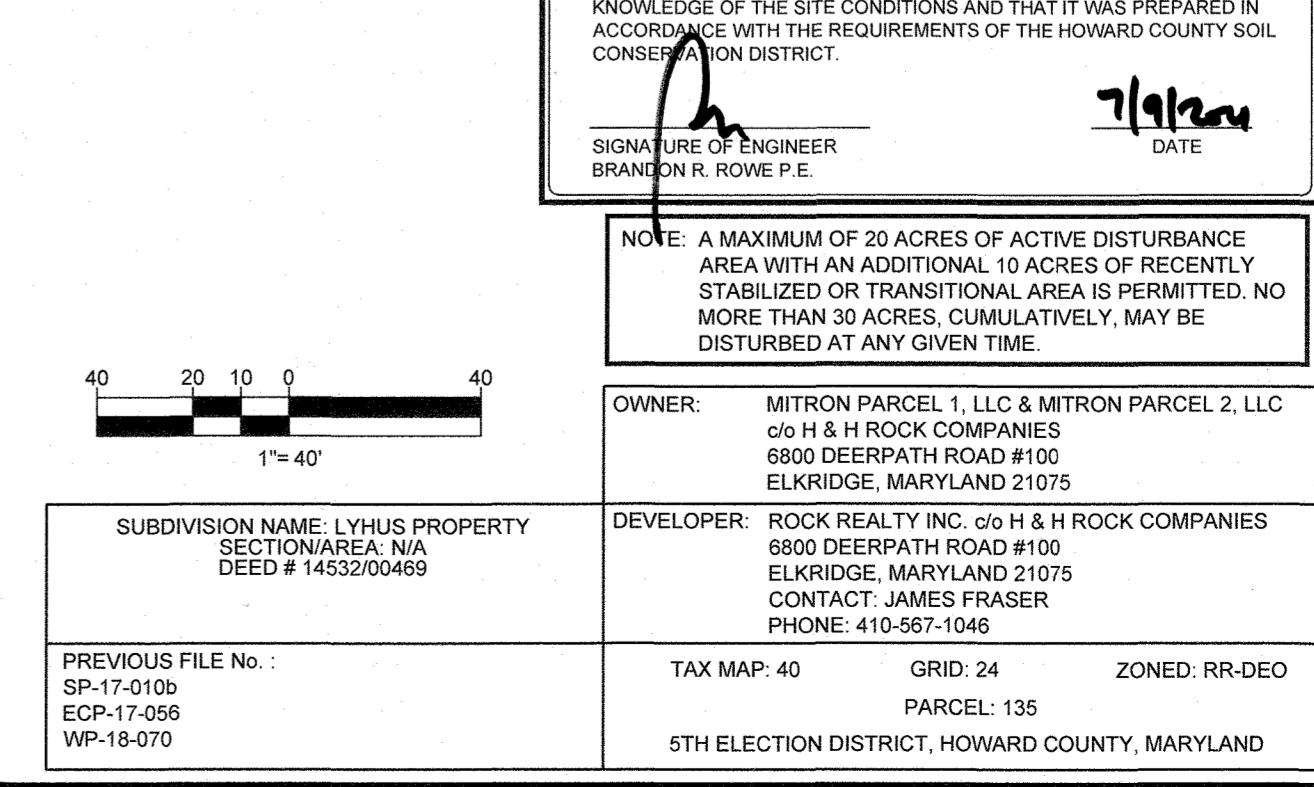 KNOWLEDGE OF THE SITE CONDITIONS AND THAT IT WAS PREPARED IN
ACCORDANCE WITH THE REQUIREMENTS OF THE HOWARD COUNTY SOIL
CONSERVATION DISTRICT.
7/9/2021
SIGNATURE OF ENGINEER DATE
BRANDON R. ROWE P.E.
NOTE: A MAXIMUM OF 20 ACRES OF ACTIVE DISTURBANCE
AREA WITH AN ADDITIONAL 10 ACRES OF RECENTLY
STABILIZED OR TRANSITIONAL AREA IS PERMITTED. NO
MORE THAN 30 ACRES, CUMULATIVELY, MAY BE
DISTURBED AT ANY GIVEN TIME.
40 20 10 0 40
1"= 40'
OWNER: MITRON PARCEL 1, LLC & MITRON PARCEL 2, LLC
c/o H & H ROCK COMPANIES
6800 DEERPATH ROAD #100
ELKRIDGE, MARYLAND 21075
SUBDIVISION NAME: LYHUS PROPERTY
SECTION/AREA: N/A
DEED # 14532/00469
DEVELOPER: ROCK REALTY INC. c/o H & H ROCK COMPANIES
6800 DEERPATH ROAD #100
ELKRIDGE, MARYLAND 21075
CONTACT: JAMES FRASER
PHONE: 410-567-1046
PREVIOUS FILE No. :
SP-17-010b
ECP-17-056
WP-18-070
TAX MAP: 40 GRID: 24 ZONED: RR-DEO
PARCEL: 135
5TH ELECTION DISTRICT, HOWARD COUNTY, MARYLAND